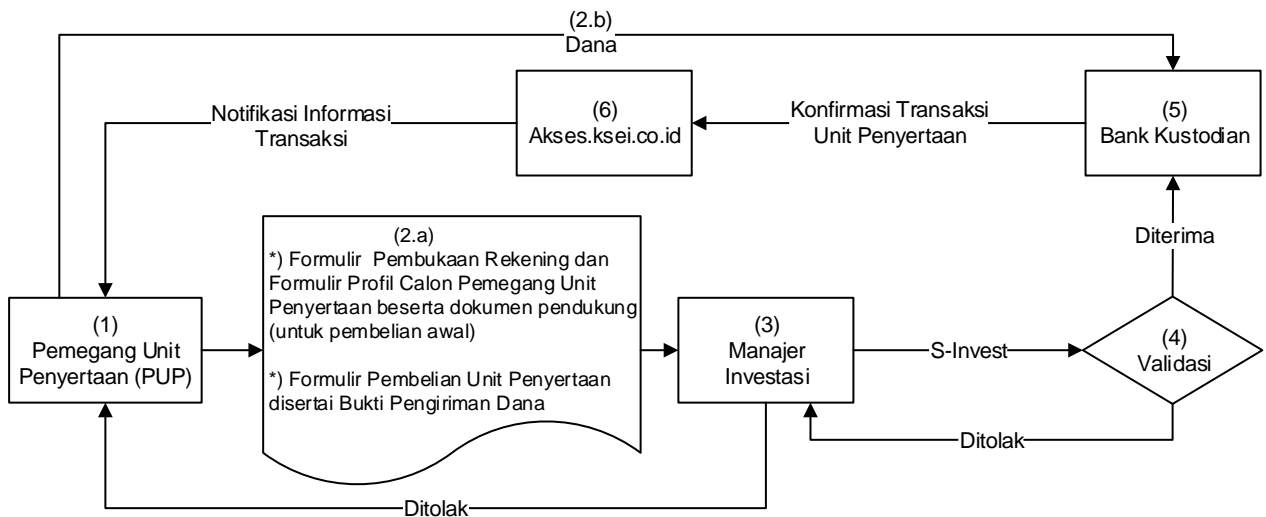 (2.b)
Dana
(6)
Akses.ksei.co.id
Notifikasi Informasi
Transaksi
Konfirmasi Transaksi
Unit Penyertaan
(5)
Bank Kustodian
(2.a)
*) Formulir Pembukaan Rekening dan
Formulir Profil Calon Pemegang Unit
Penyertaan beserta dokumen pendukung
(untuk pembelian awal)
*) Formulir Pembelian Unit Penyertaan
disertai Bukti Pengiriman Dana
Diterima
(1)
Pemegang Unit
Penyertaan (PUP)
(3)
Manajer
Investasi
S-Invest
(4)
Validasi
Ditolak
Ditolak